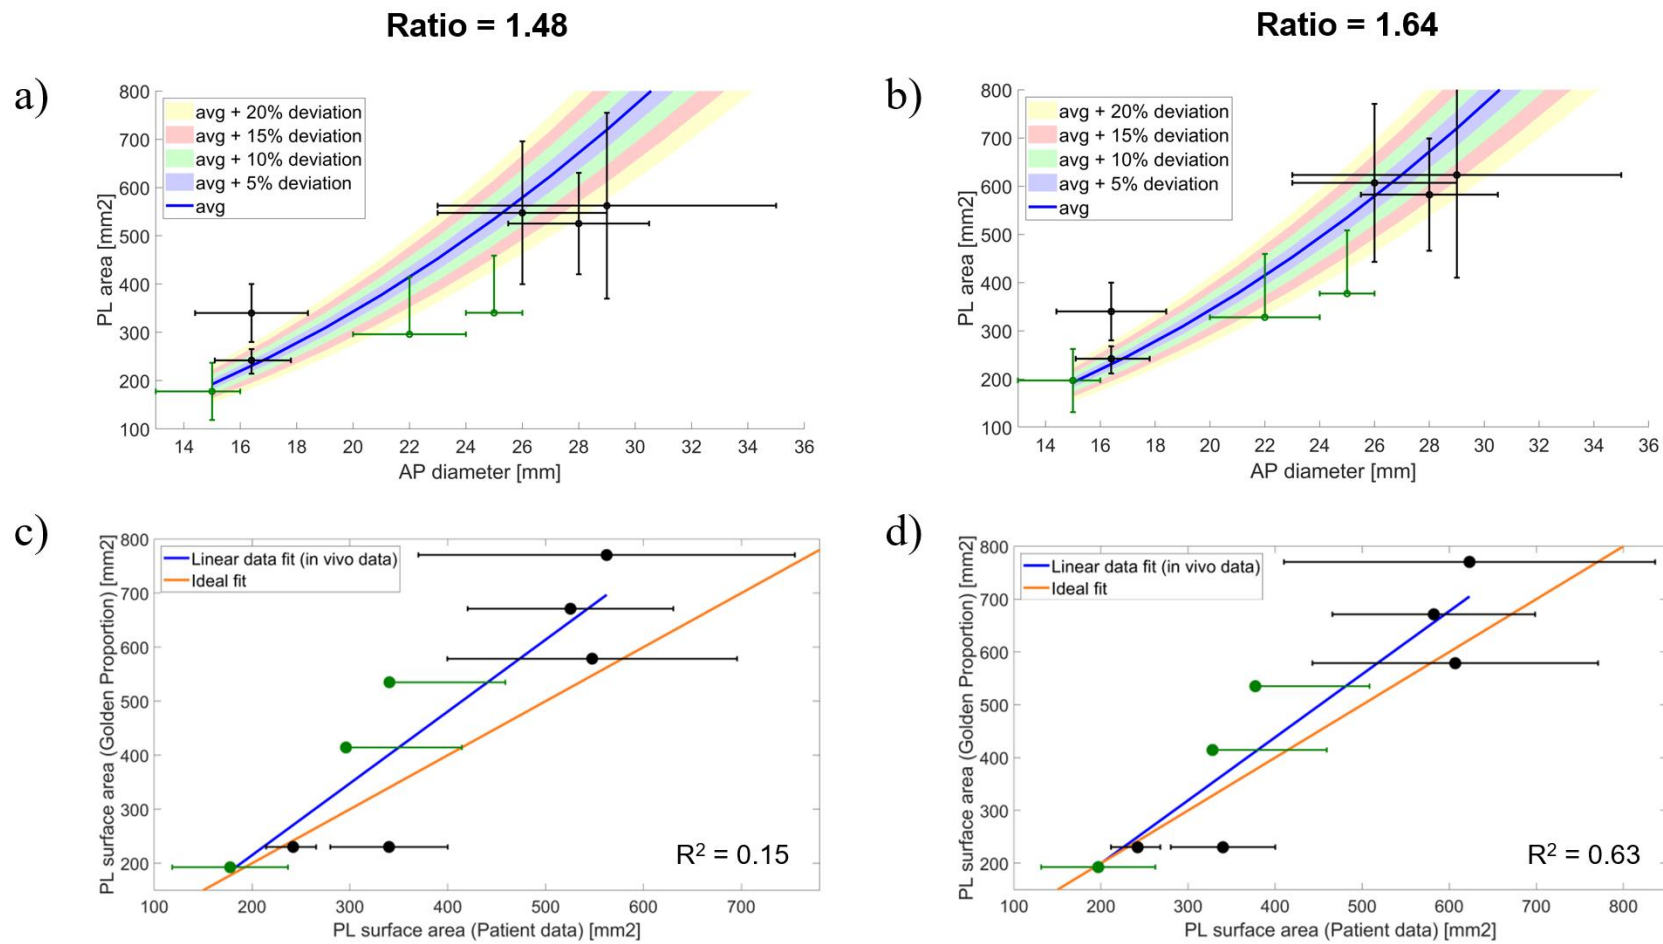 Ratio = 1.48
Ratio = 1.64
a)
PL area [mm2]
800
700
600
500
400
300
200
100
avg + 20% deviation
avg + 15% deviation
avg + 10% deviation
avg + 5% deviation
avg
14 16 18 20 22 24 26 28 30 32 34 36
AP diameter [mm]
b)
PL area [mm2]
800
700
600
500
400
300
200
100
avg + 20% deviation
avg + 15% deviation
avg + 10% deviation
avg + 5% deviation
avg
14 16 18 20 22 24 26 28 30 32 34 36
AP diameter [mm]
c)
PL surface area (Golden Proportion) [mm2]
800
700
600
500
400
300
200
Linear data fit (in vivo data)
Ideal fit
R² = 0.15
100 200 300 400 500 600 700
PL surface area (Patient data) [mm2]
d)
PL surface area (Golden Proportion) [mm2]
800
700
600
500
400
300
200
Linear data fit (in vivo data)
Ideal fit
R² = 0.63
100 200 300 400 500 600 700 800
PL surface area (Patient data) [mm2]